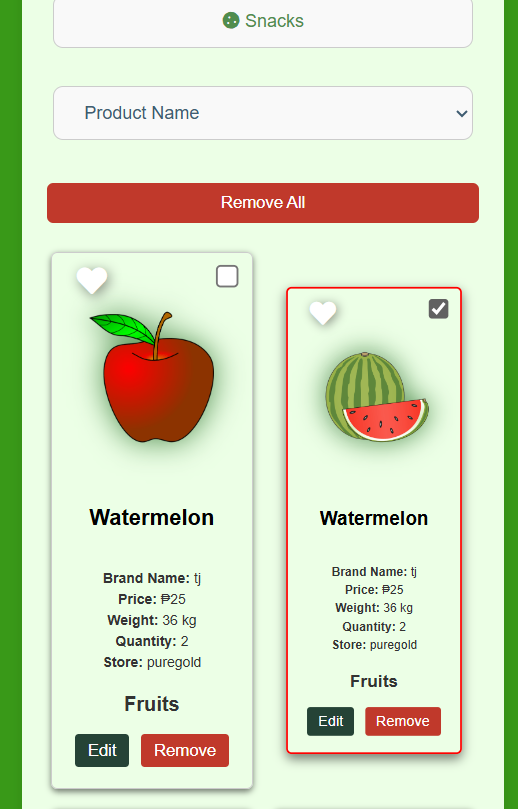 Snacks
Product Name
Remove All
Watermelon
Brand Name: tj
Price: ₱25
Weight: 36 kg
Quantity: 2
Store: puregold
Fruits
Edit
Remove
Watermelon
Brand Name: tj
Price: ₱25
Weight: 36 kg
Quantity: 2
Store: puregold
Fruits
Edit
Remove